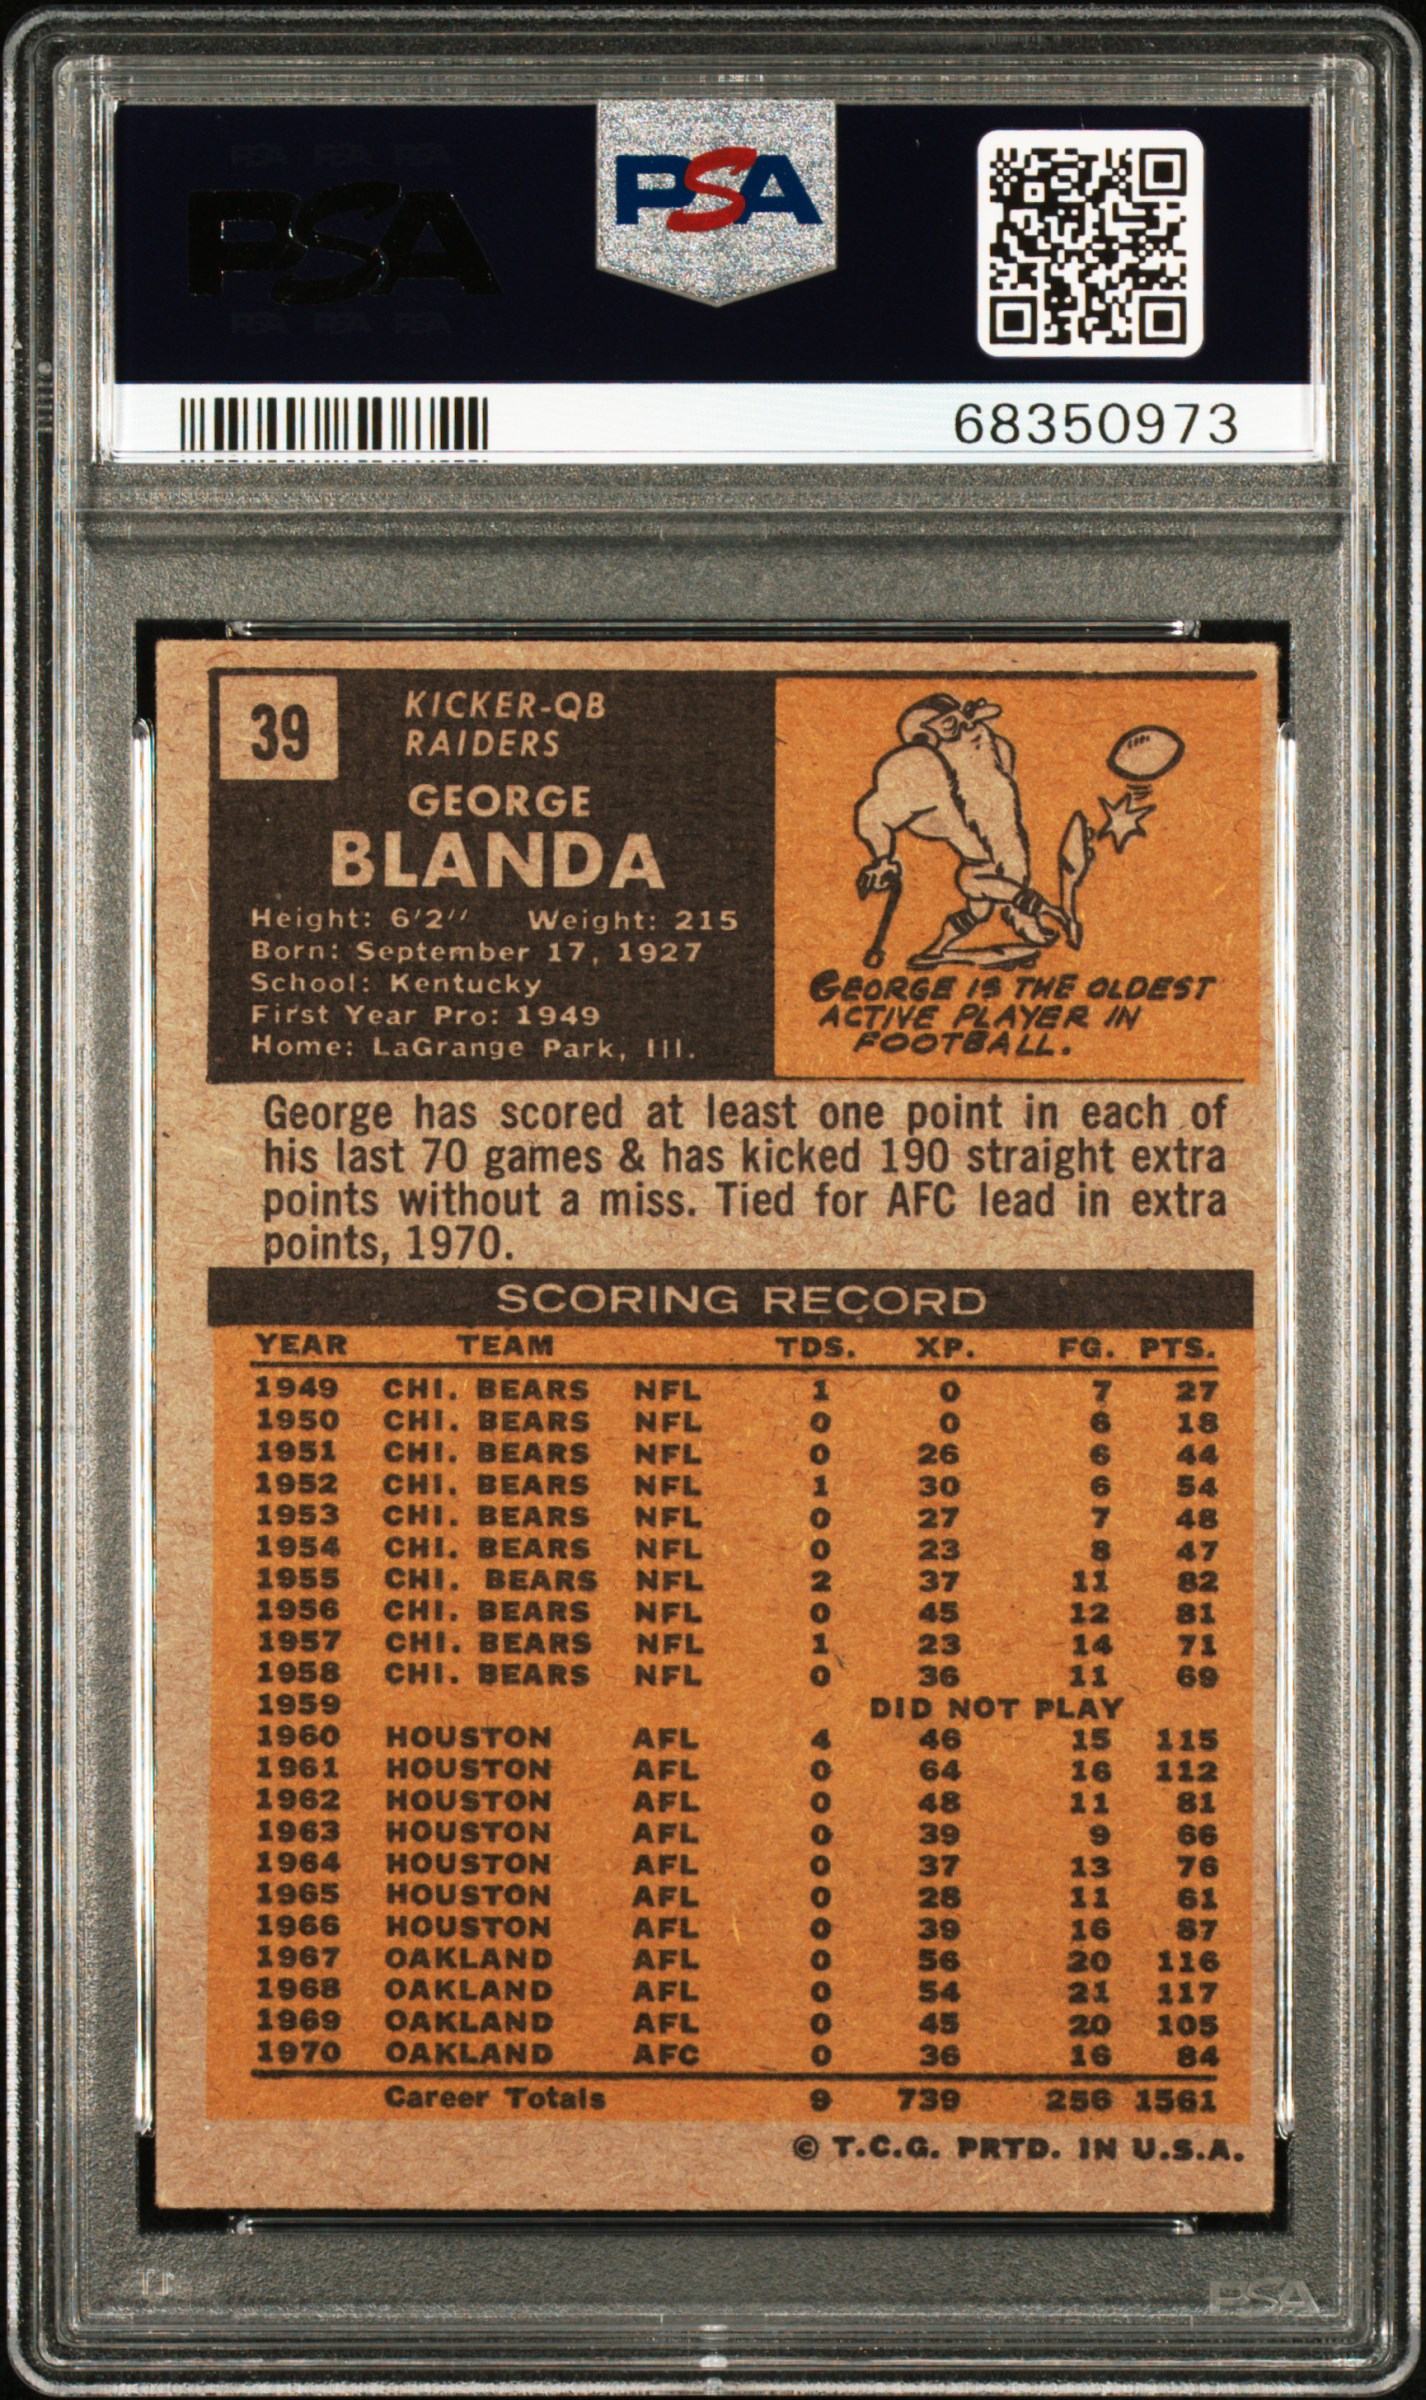 PSA PSA PSA
PSA
PSA PSA PSA
PSA
68350973
39
KICKER-QB
RAIDERS
GEORGE
BLANDA
Height: 6'2'' Weight: 215
Born: September 17, 1927
School: Kentucky
First Year Pro: 1949
Home: LaGrange Park, Ill.
GEORGE IS THE OLDEST
ACTIVE PLAYER IN
FOOTBALL.
George has scored at least one point in each of
his last 70 games & has kicked 190 straight extra
points without a miss. Tied for AFC lead in extra
points, 1970.
SCORING RECORD
YEAR TEAM TDS. XP. FG. PTS.
1949 CHI. BEARS NFL 1 0 7 27
1950 CHI. BEARS NFL 0 0 6 18
1951 CHI. BEARS NFL 0 26 6 44
1952 CHI. BEARS NFL 1 30 6 54
1953 CHI. BEARS NFL 0 27 7 48
1954 CHI. BEARS NFL 0 23 8 47
1955 CHI. BEARS NFL 2 37 11 82
1956 CHI. BEARS NFL 0 45 12 81
1957 CHI. BEARS NFL 1 23 14 71
1958 CHI. BEARS NFL 0 36 11 69
1959 DID NOT PLAY
1960 HOUSTON AFL 4 46 15 115
1961 HOUSTON AFL 0 64 16 112
1962 HOUSTON AFL 0 48 11 81
1963 HOUSTON AFL 0 39 9 66
1964 HOUSTON AFL 0 37 13 76
1965 HOUSTON AFL 0 28 11 61
1966 HOUSTON AFL 0 39 16 87
1967 OAKLAND AFL 0 56 20 116
1968 OAKLAND AFL 0 54 21 117
1969 OAKLAND AFL 0 45 20 105
1970 OAKLAND AFC 0 36 16 84
Career Totals 9 739 256 1561
© T.C.G. PRTD. IN U.S.A.
PSA